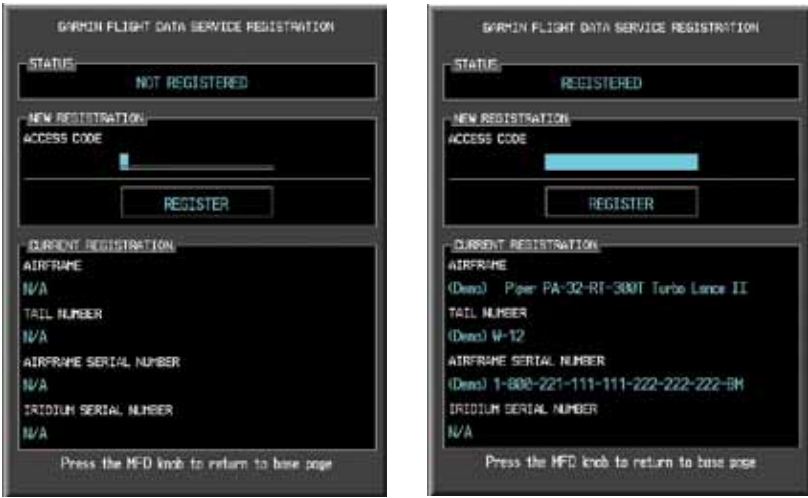 GARMIN FLIGHT DATA SERVICE REGISTRATION
STATUS
NOT REGISTERED
NEW REGISTRATION
ACCESS CODE
REGISTER
CURRENT REGISTRATION
AIRFRAME
N/A
TAIL NUMBER
N/A
AIRFRAME SERIAL NUMBER
N/A
IRIDIUM SERIAL NUMBER
N/A
Press the MFD knob to return to base page
GARMIN FLIGHT DATA SERVICE REGISTRATION
STATUS
REGISTERED
NEW REGISTRATION
ACCESS CODE
REGISTER
CURRENT REGISTRATION
AIRFRAME
(Demo) Piper PA-32-RT-300T Turbo Lance II
TAIL NUMBER
(Demo) W-12
AIRFRAME SERIAL NUMBER
(Demo) 1-800-221-111-111-222-222-222-BM
IRIDIUM SERIAL NUMBER
N/A
Press the MFD knob to return to base page